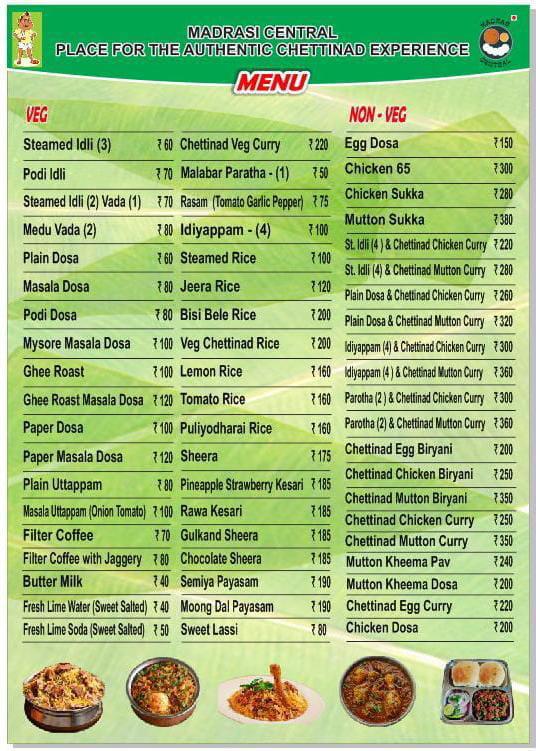 MADRASI CENTRAL
PLACE FOR THE AUTHENTIC CHETTINAD EXPERIENCE
MADRAS
CENTRAL
MENU
VEG
Steamed Idli (3) ₹ 60
Podi Idli ₹ 70
Steamed Idli (2) Vada (1) ₹ 70
Medu Vada (2) ₹ 80
Plain Dosa ₹ 60
Masala Dosa ₹ 80
Podi Dosa ₹ 80
Mysore Masala Dosa ₹ 100
Ghee Roast ₹ 100
Ghee Roast Masala Dosa ₹ 120
Paper Dosa ₹ 100
Paper Masala Dosa ₹ 120
Plain Uttappam ₹ 80
Masala Uttappam (Onion Tomato) ₹ 100
Filter Coffee ₹ 70
Filter Coffee with Jaggery ₹ 80
Butter Milk ₹ 40
Fresh Lime Water (Sweet Salted) ₹ 40
Fresh Lime Soda (Sweet Salted) ₹ 50
Chettinad Veg Curry ₹ 220
Malabar Paratha - (1) ₹ 50
Rasam (Tomato Garlic Pepper) ₹ 75
Idiyappam - (4) ₹ 100
Steamed Rice ₹ 100
Jeera Rice ₹ 120
Bisi Bele Rice ₹ 200
Veg Chettinad Rice ₹ 200
Lemon Rice ₹ 160
Tomato Rice ₹ 160
Puliyodharai Rice ₹ 160
Sheera ₹ 175
Pineapple Strawberry Kesari ₹ 185
Rawa Kesari ₹ 185
Gulkand Sheera ₹ 185
Chocolate Sheera ₹ 185
Semiya Payasam ₹ 190
Moong Dal Payasam ₹ 190
Sweet Lassi ₹ 80
NON - VEG
Egg Dosa ₹ 150
Chicken 65 ₹ 300
Chicken Sukka ₹ 280
Mutton Sukka ₹ 380
St. Idli (4 ) & Chettinad Chicken Curry ₹ 220
St. Idli (4) & Chettinad Mutton Curry ₹ 280
Plain Dosa & Chettinad Chicken Curry ₹ 260
Plain Dosa & Chettinad Mutton Curry ₹ 320
Idiyappam (4) & Chettinad Chicken Curry ₹ 300
Idiyappam (4 ) & Chettinad Mutton Curry ₹ 360
Parotha (2 ) & Chettinad Chicken Curry ₹ 300
Parotha (2) & Chettinad Mutton Curry ₹ 360
Chettinad Egg Biryani ₹ 200
Chettinad Chicken Biryani ₹ 250
Chettinad Mutton Biryani ₹ 350
Chettinad Chicken Curry ₹ 250
Chettinad Mutton Curry ₹ 350
Mutton Kheema Pav ₹ 240
Mutton Kheema Dosa ₹ 200
Chettinad Egg Curry ₹ 220
Chicken Dosa ₹ 200